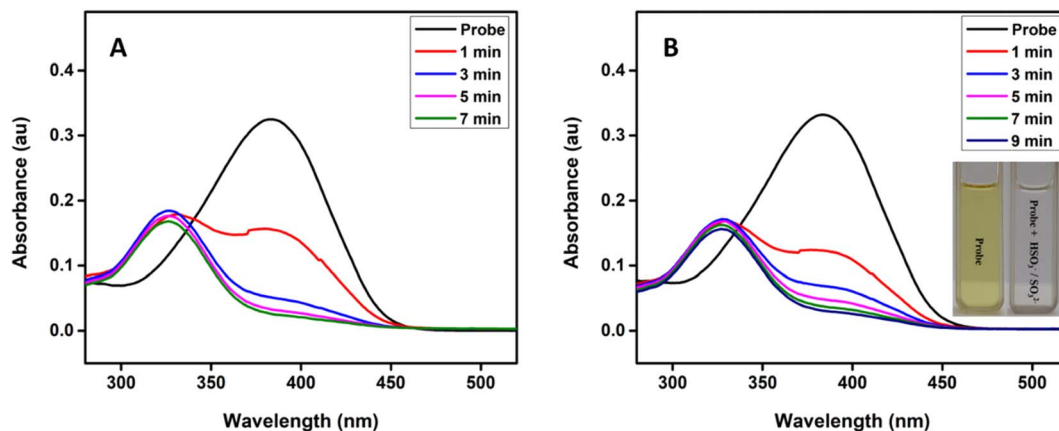 A
Probe
1 min
3 min
5 min
7 min
0.4
0.3
0.2
0.1
0.0
Absorbance (au)
300 350 400 450 500
Wavelength (nm)
B
Probe
1 min
3 min
5 min
7 min
9 min
0.4
0.3
0.2
0.1
0.0
Absorbance (au)
300 350 400 450 500
Wavelength (nm)
Probe
Probe + HSO₃⁻ / SO₃²⁻